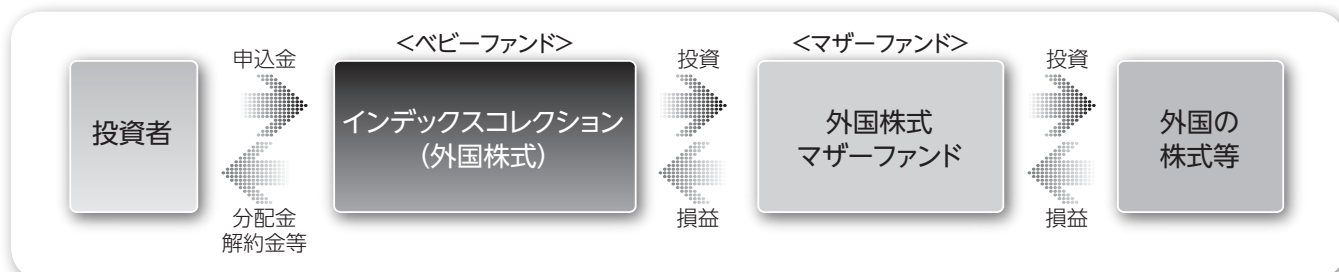 <ベビーファンド>
<マザーファンド>
申込金
投資
投資
投資者
インデックスコレクション
(外国株式)
外国株式
マザーファンド
外国の
株式等
分配金
解約金等
損益
損益